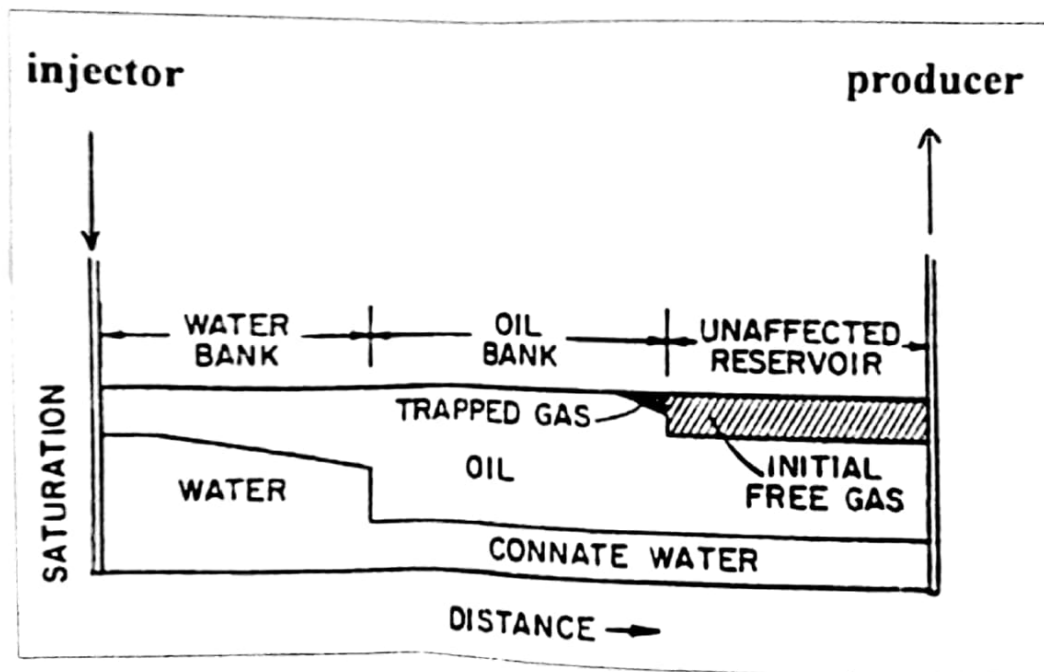 injector
producer
WATER
BANK
OIL
BANK
UNAFFECTED
RESERVOIR
TRAPPED GAS
INITIAL
FREE GAS
OIL
WATER
CONNATE WATER
SATURATION
DISTANCE